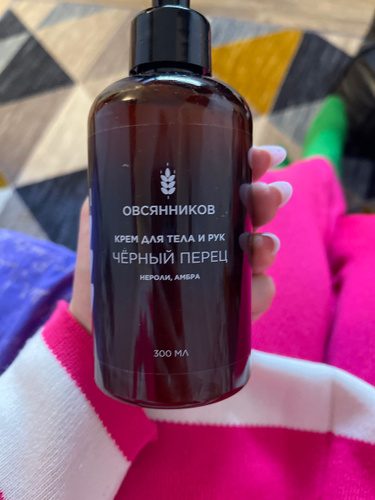 ОВСЯННИКОВ
КРЕМ ДЛЯ ТЕЛА И РУК
ЧЁРНЫЙ ПЕРЕЦ
НЕРОЛИ, АМБРА
300 МЛ